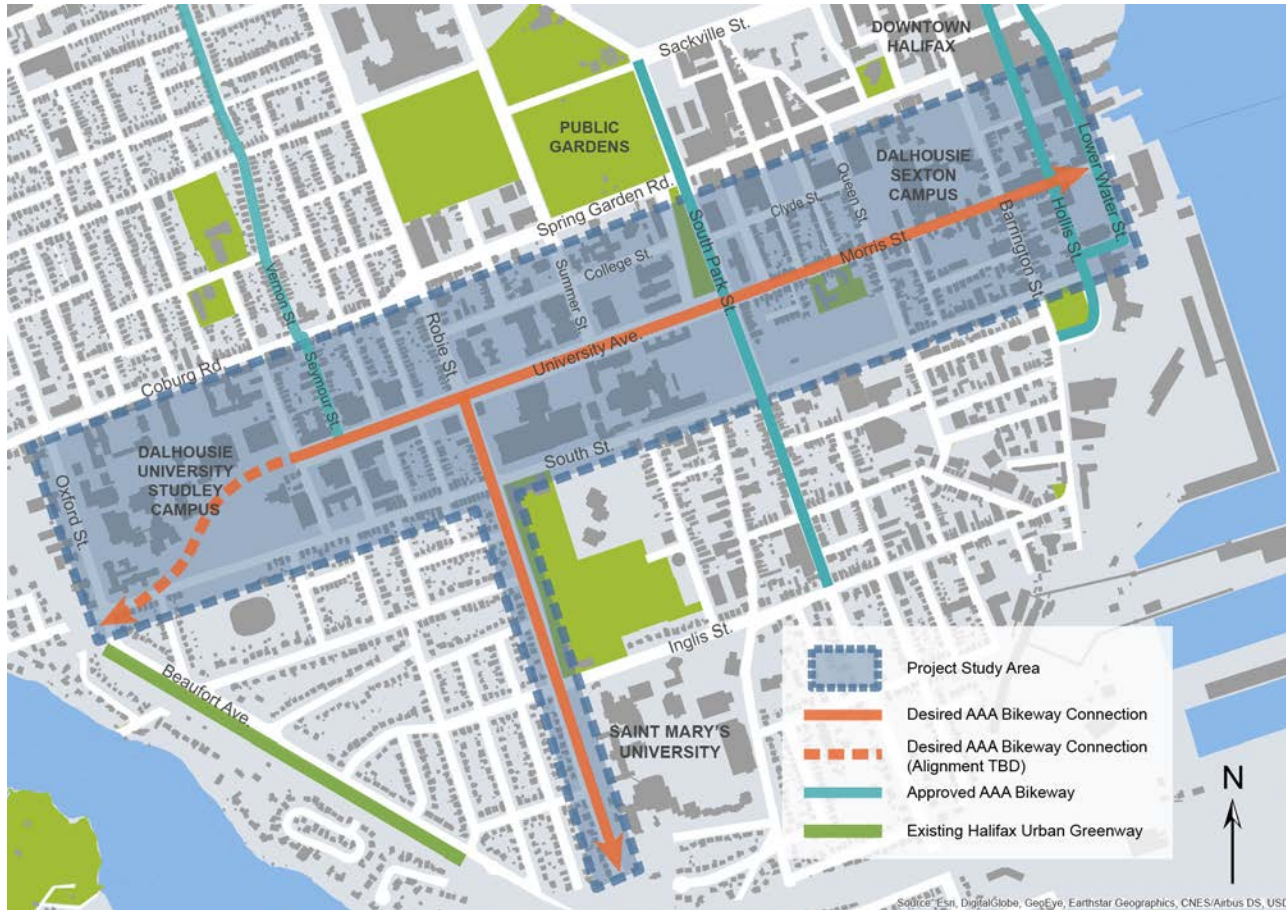 Sackville St.
DOWNTOWN
HALIFAX
PUBLIC
GARDENS
Spring Garden Rd.
South Park St.
Clyde St.
Queen St.
DALHOUSIE
SEXTON
CAMPUS
Lower Water St.
Hollis St.
Barrington St.
Morris St.
College St.
Summer St.
University Ave.
Robie St.
Vernon St.
Seymour St.
Coburg Rd.
DALHOUSIE
UNIVERSITY
STUDLEY
CAMPUS
Oxford St.
South St.
Inglis St.
Beaufort Ave.
SAINT MARY'S
UNIVERSITY
Project Study Area
Desired AAA Bikeway Connection
Desired AAA Bikeway Connection
(Alignment TBD)
Approved AAA Bikeway
Existing Halifax Urban Greenway
N
Source: Esri, DigitalGlobe, GeoEye, Earthstar Geographics, CNES/Airbus DS,